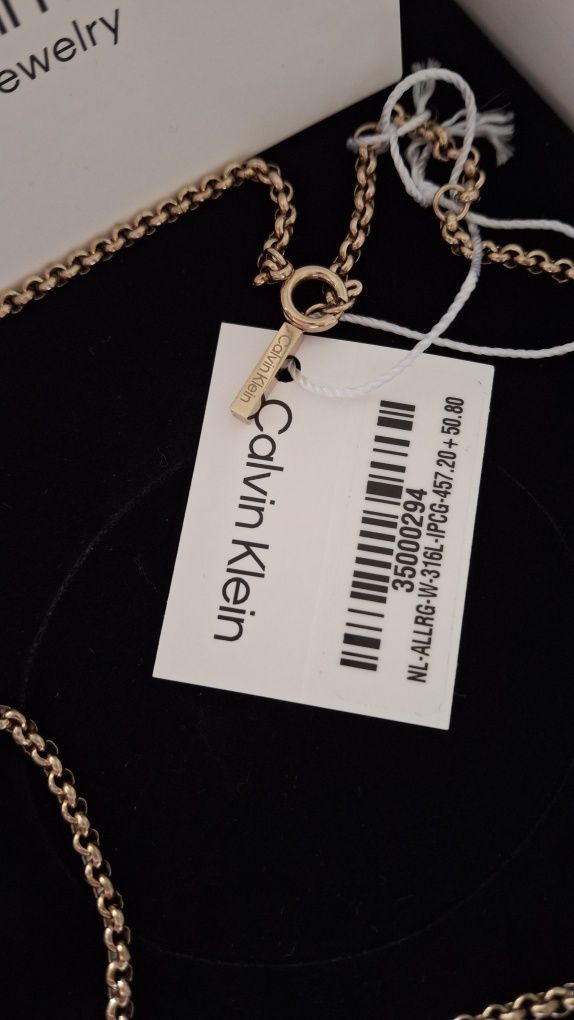 ewelry
Calvin Klein
Calvin Klein
35000294
NL-ALLRG-W-316L-IPCG-457.20+50.80